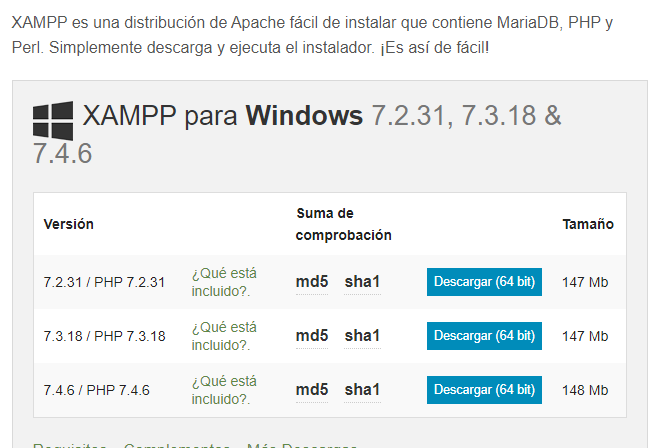 XAMPP es una distribución de Apache fácil de instalar que contiene MariaDB, PHP y
Perl. Simplemente descarga y ejecuta el instalador. ¡Es así de fácil!
XAMPP para Windows 7.2.31, 7.3.18 &
7.4.6
Versión Suma de comprobación Tamaño
7.2.31 / PHP 7.2.31 ¿Qué está incluido?. md5 sha1 Descargar (64 bit) 147 Mb
7.3.18 / PHP 7.3.18 ¿Qué está incluido?. md5 sha1 Descargar (64 bit) 147 Mb
7.4.6 / PHP 7.4.6 ¿Qué está incluido?. md5 sha1 Descargar (64 bit) 148 Mb
Requisitos Complementos Más Descargas